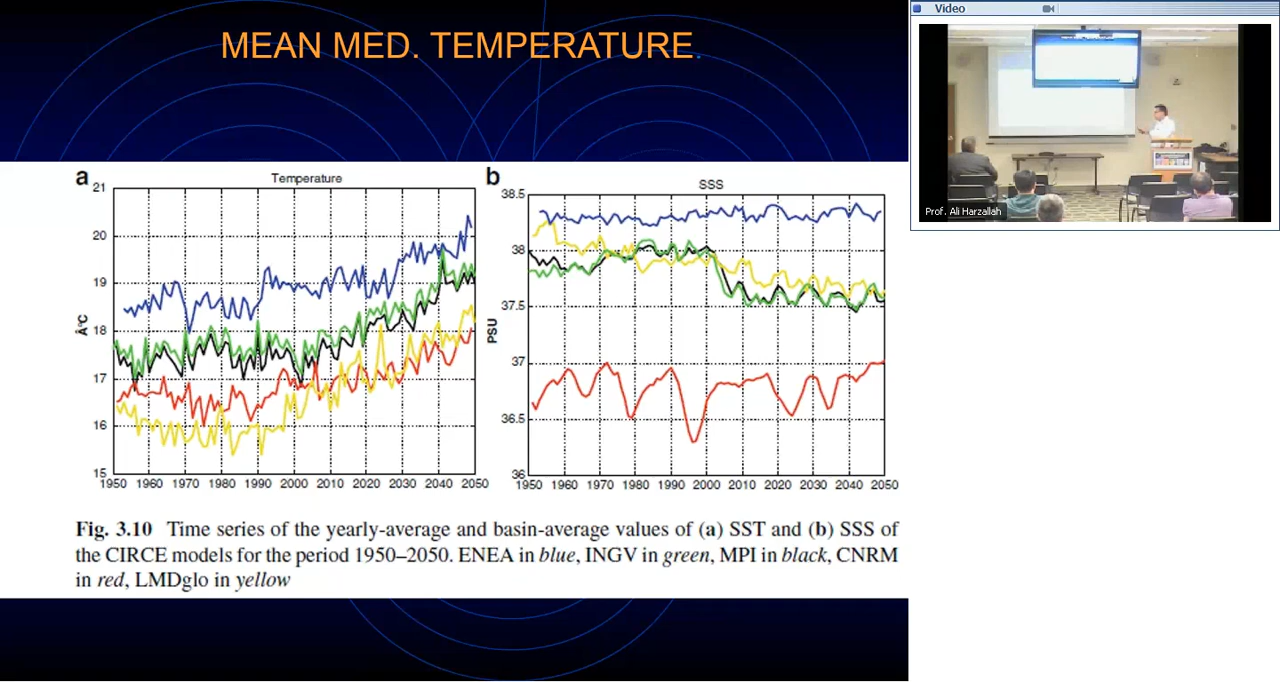 MEAN MED. TEMPERATURE.
Video
Prof. Ali Harzallah
a
Temperature
21
20
19
18
17
16
15
ºC
1950 1960 1970 1980 1990 2000 2010 2020 2030 2040 2050
b
SSS
38.5
38
37.5
37
36.5
36
PSU
1950 1960 1970 1980 1990 2000 2010 2020 2030 2040 2050
Fig. 3.10 Time series of the yearly-average and basin-average values of (a) SST and (b) SSS of
the CIRCE models for the period 1950–2050. ENEA in blue, INGV in green, MPI in black, CNRM
in red, LMDglo in yellow